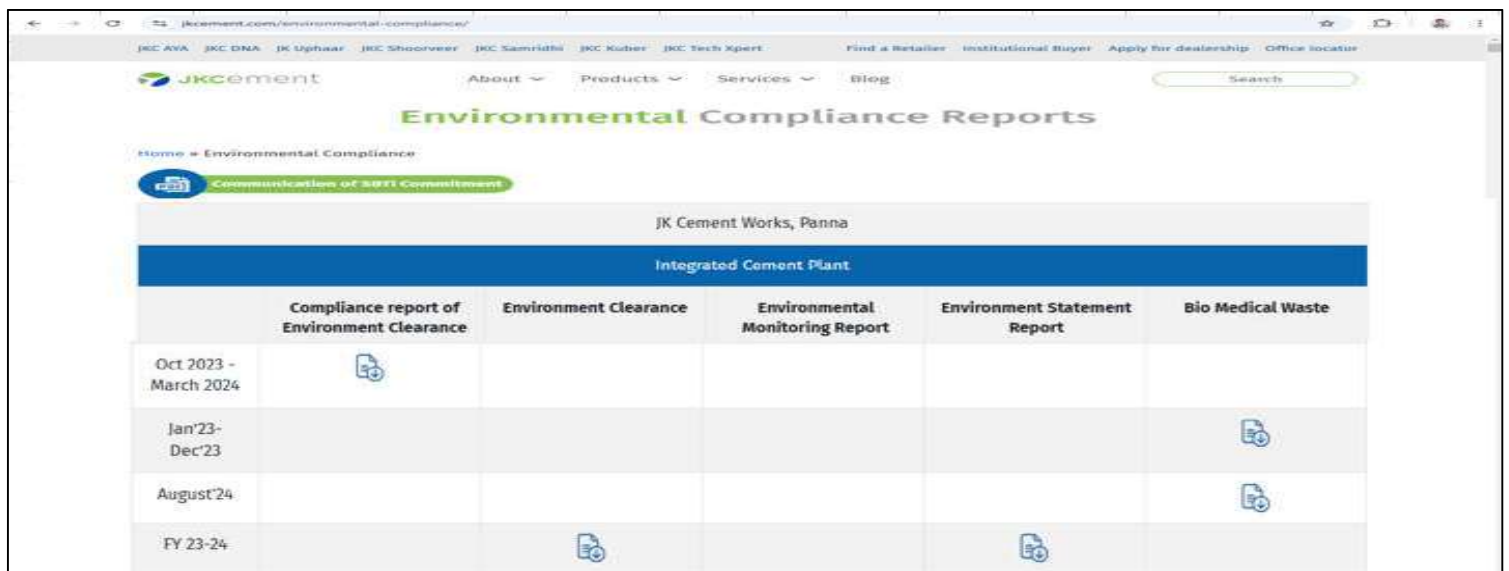 jkcement.com/environmental-compliance/
JKC AVA JKC DNA JK Uphaar JKC Shoorveer JKC Samridhi JKC Kuber JKC Tech Xpert Find a Retailer Institutional Buyer Apply for dealership Office locator
JKCement About Products Services Blog Search
Environmental Compliance Reports
Home » Environmental Compliance
Communication of SBTi Commitment
JK Cement Works, Panna
Integrated Cement Plant
Compliance report of Environment Clearance Environmental Environment Statement Bio Medical Waste
Environment Clearance Monitoring Report Report
Oct 2023 -
March 2024
Jan'23-
Dec'23
August'24
FY 23-24